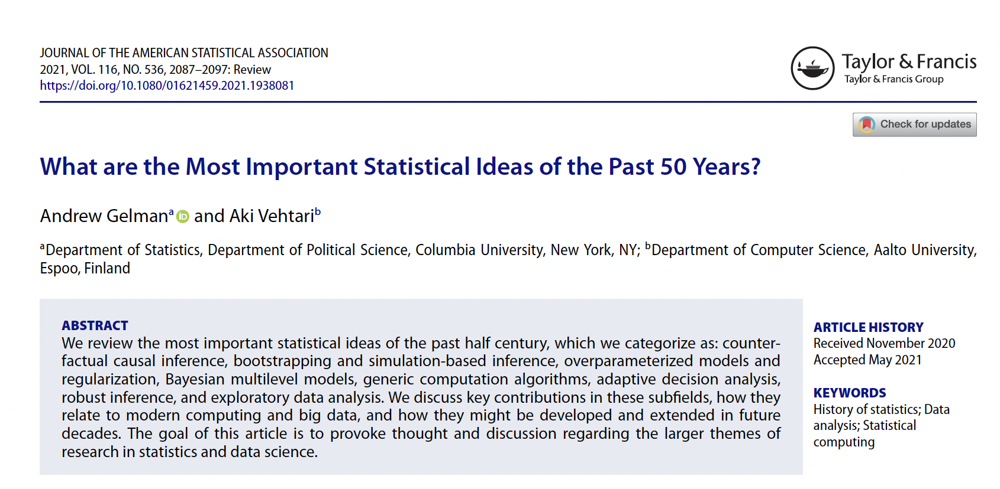 JOURNAL OF THE AMERICAN STATISTICAL ASSOCIATION
2021, VOL. 116, NO. 536, 2087–2097: Review
https://doi.org/10.1080/01621459.2021.1938081
Taylor & Francis
Taylor & Francis Group
Check for updates
What are the Most Important Statistical Ideas of the Past 50 Years?
Andrew Gelmanᵃ iD and Aki Vehtariᵇ
ᵃDepartment of Statistics, Department of Political Science, Columbia University, New York, NY; ᵇDepartment of Computer Science, Aalto University,
Espoo, Finland
ABSTRACT
We review the most important statistical ideas of the past half century, which we categorize as: counter-
factual causal inference, bootstrapping and simulation-based inference, overparameterized models and
regularization, Bayesian multilevel models, generic computation algorithms, adaptive decision analysis,
robust inference, and exploratory data analysis. We discuss key contributions in these subfields, how they
relate to modern computing and big data, and how they might be developed and extended in future
decades. The goal of this article is to provoke thought and discussion regarding the larger themes of
research in statistics and data science.
ARTICLE HISTORY
Received November 2020
Accepted May 2021
KEYWORDS
History of statistics; Data
analysis; Statistical
computing